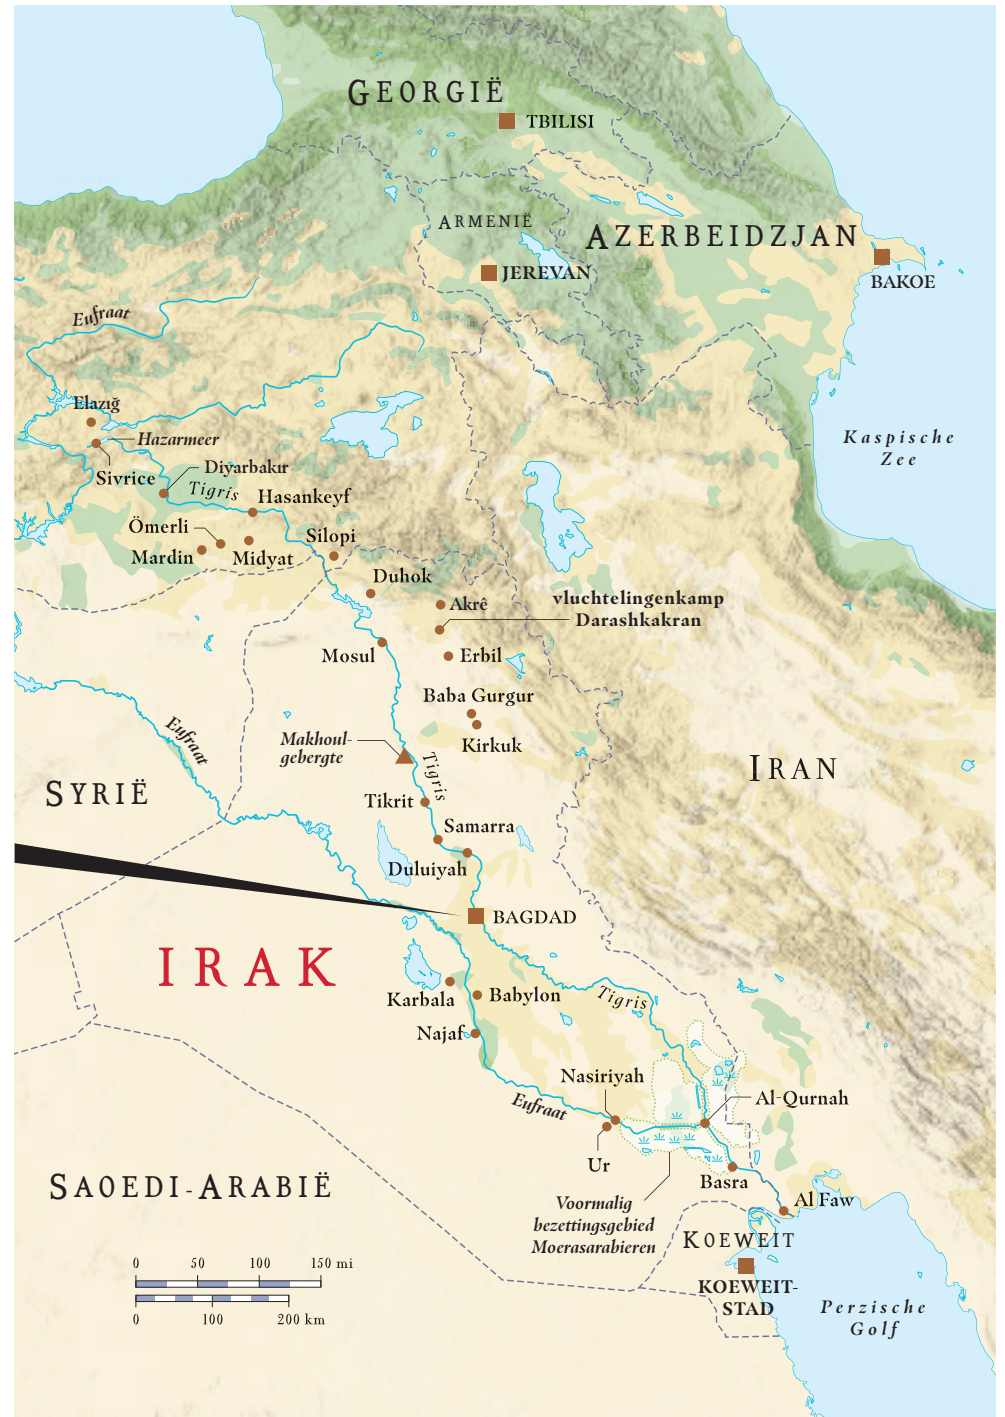 GEORGIË
TBILISI
ARMENIË
AZERBEIDZJAN
JEREVAN
BAKOE
Eufraat
Elazığ
Hazarmeer
Kaspische
Zee
Sivrice
Diyarbakır
Tigris
Hasankeyf
Ömerli
Silopi
Mardin
Midyat
Duhok
Akrê
vluchtelingenkamp
Darashkakran
Mosul
Erbil
Baba Gurgur
Kirkuk
Eufraat
Makhoul-
gebergte
Tigris
IRAN
SYRIË
Tikrit
Samarra
Duluiyah
BAGDAD
IRAK
Karbala
Babylon
Tigris
Najaf
Nasiriyah
Eufraat
Al-Qurnah
Ur
Basra
SAOEDI-ARABIË
Voormalig
bezettingsgebied
Moerasarabieren
Al Faw
KOEWEIT
KOEWEIT-
STAD
Perzische
Golf
0 50 100 150 mi
0 100 200 km